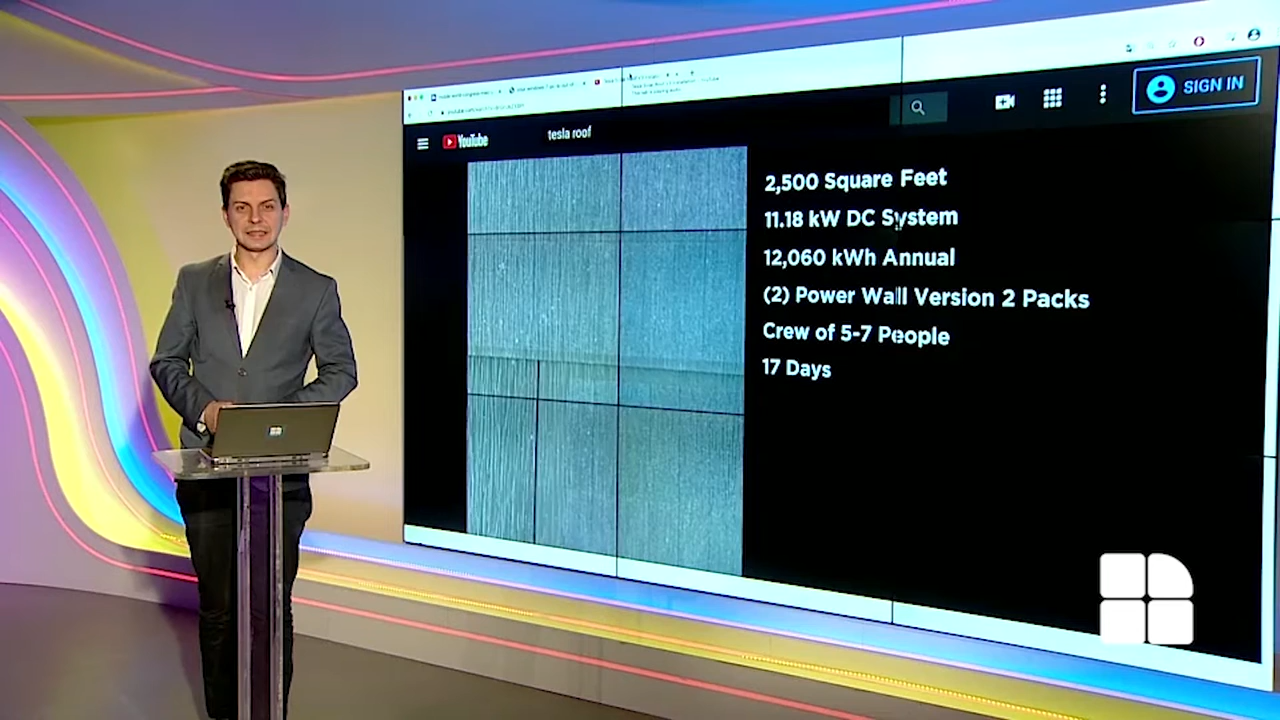 SIGN IN
YouTube
tesla roof
2,500 Square Feet
11.18 kW DC System
12,060 kWh Annual
(2) Power Wall Version 2 Packs
Crew of 5-7 People
17 Days